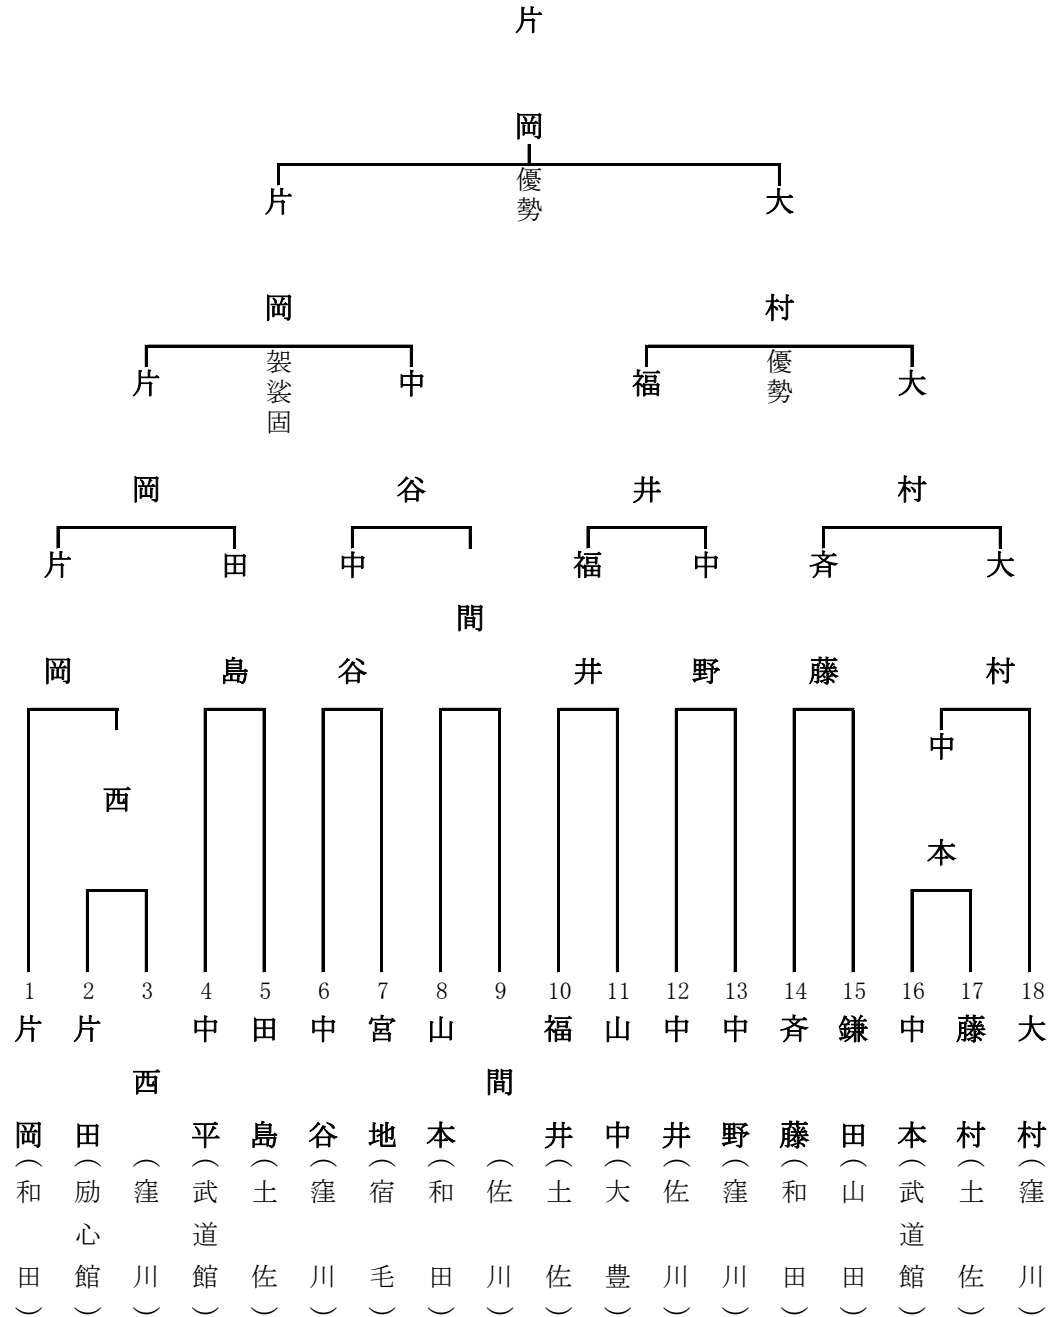 片岡
優勢
片岡
大村
袈裟固
優勢
片岡
中谷
福井
大村
片岡
田島
中谷
間
福井
中野
斉藤
大村
西
中本
1 片岡（和田）
2 片田（励心館）
3 西（窪川）
4 中平（武道館）
5 田島（土佐）
6 中谷（窪川）
7 宮地（宿毛）
8 山本（和田）
9 間（佐川）
10 福井（土佐）
11 山中（大豊）
12 中井（佐川）
13 中野（窪川）
14 斉藤（和田）
15 鎌田（山田）
16 中本（武道館）
17 藤村（土佐）
18 大村（窪川）